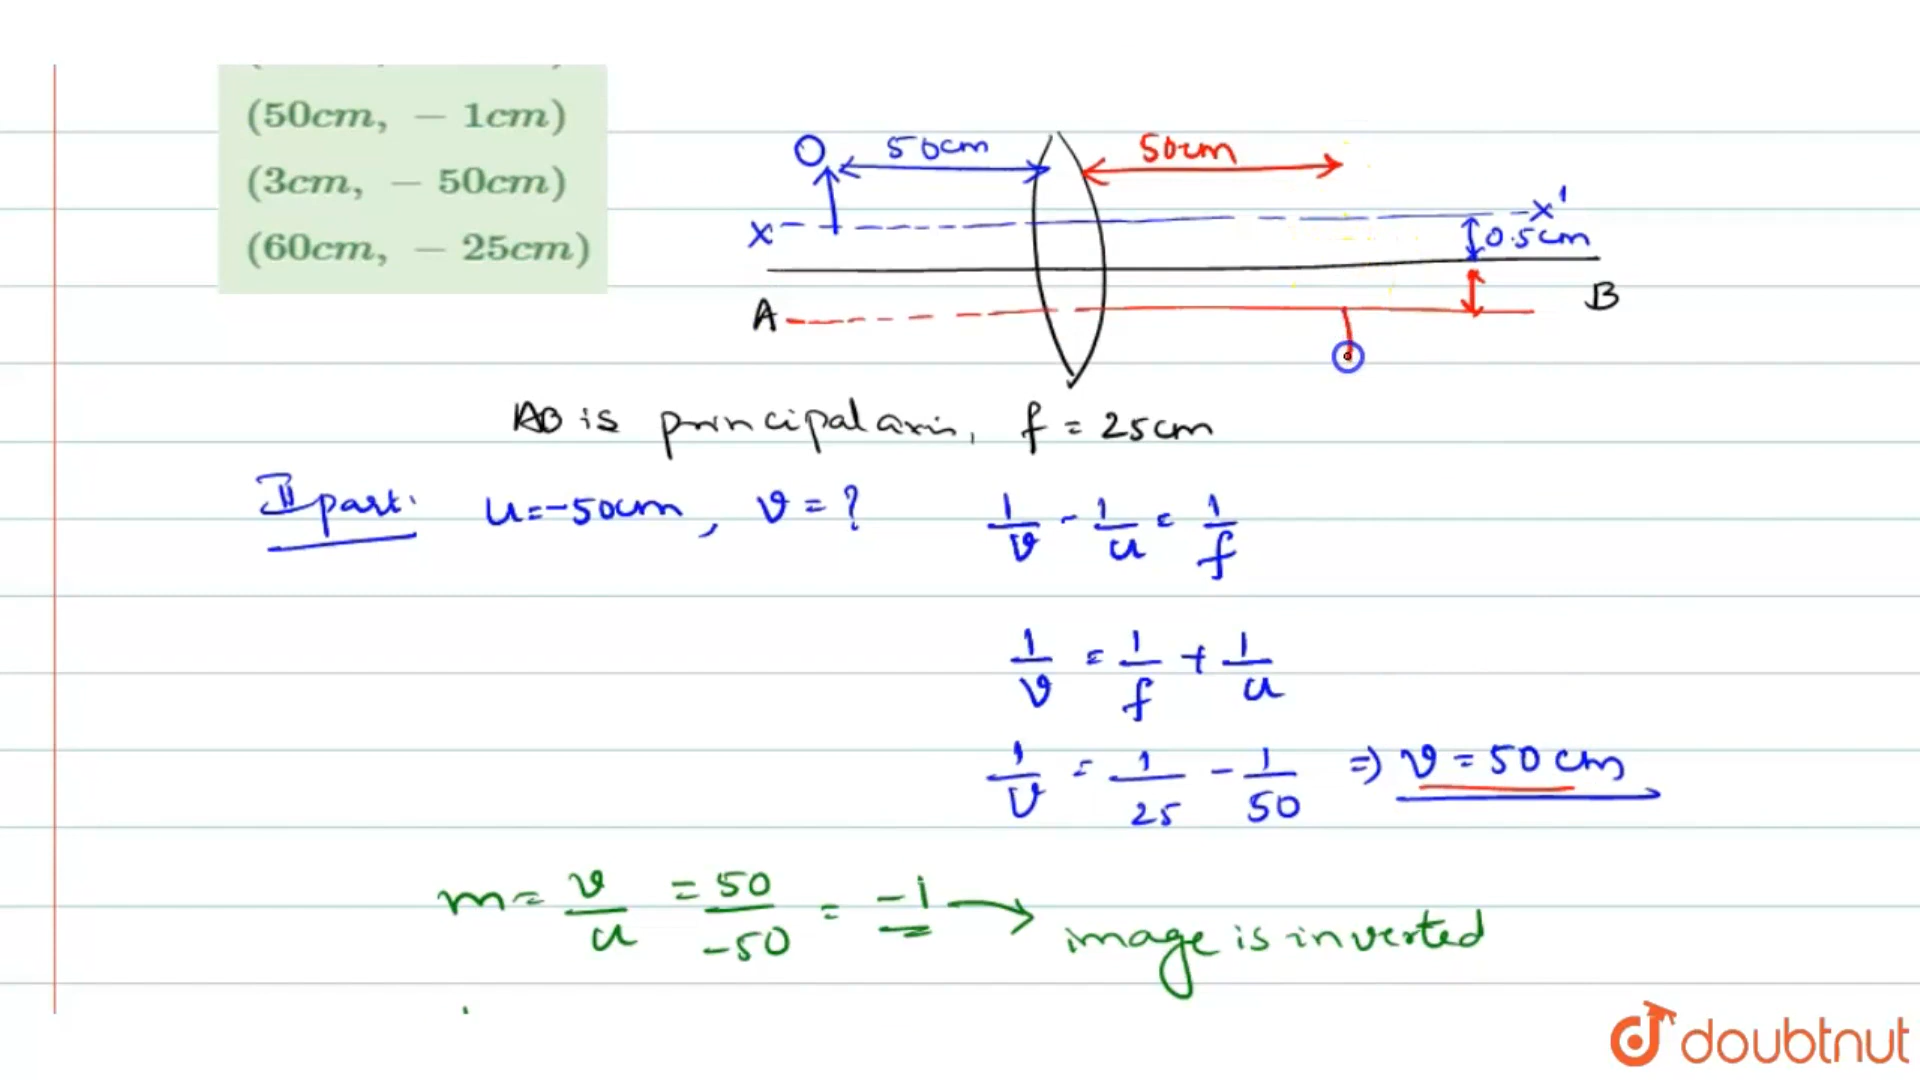 (50cm, - 1cm)
(3cm, - 50cm)
(60cm, - 25cm)
O
50cm
50cm
X
X'
0.5cm
A
B
AB is principal axis, f = 25cm
II part: u=-50cm, v = ?
1/v - 1/u = 1/f
1/v = 1/f + 1/u
1/v = 1/25 - 1/50 => v = 50 cm
m = v/u = 50/-50 = -1 → image is inverted
doubtnut